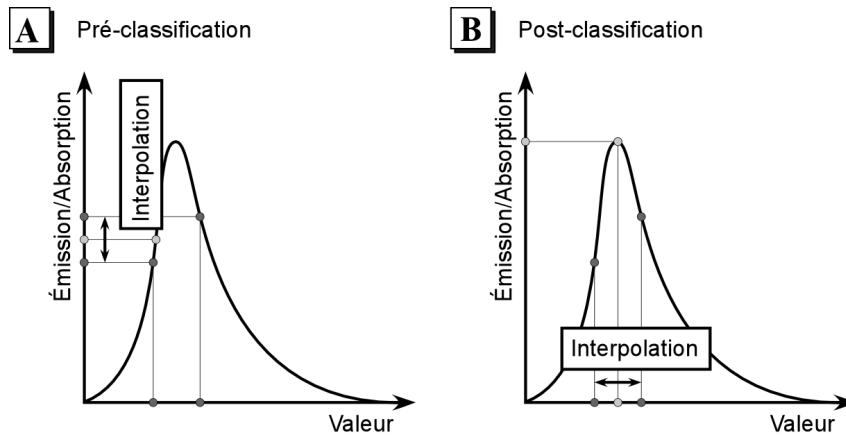 A Pré-classification
Émission/Absorption
Interpolation
Valeur
B Post-classification
Émission/Absorption
Interpolation
Valeur